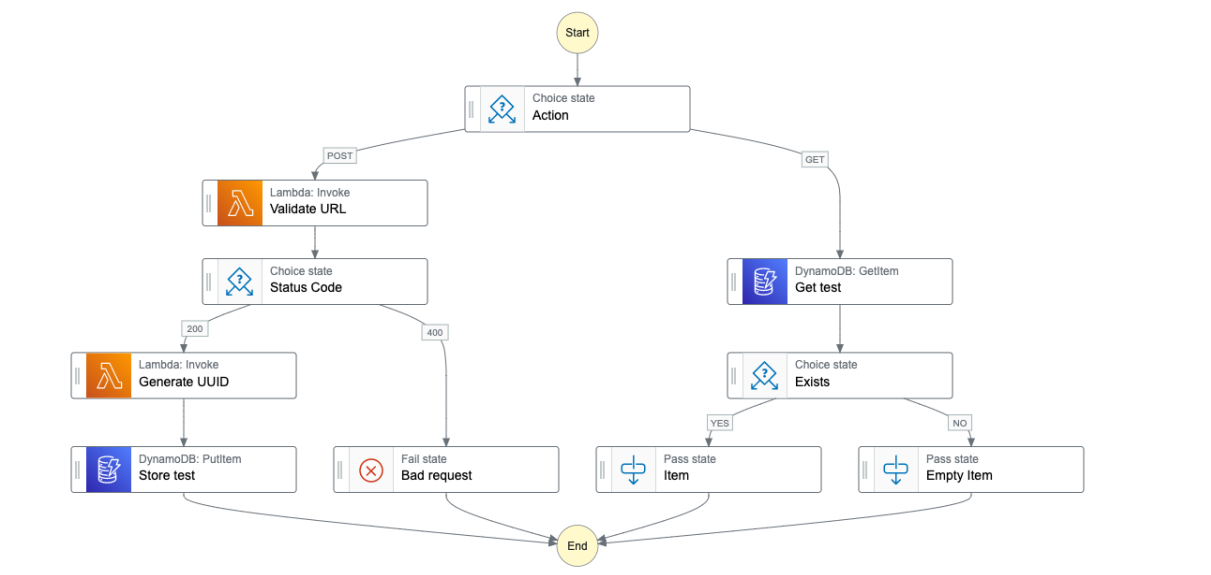 Start
Choice state
Action
POST
GET
Lambda: Invoke
Validate URL
Choice state
Status Code
DynamoDB: GetItem
Get test
200
400
Lambda: Invoke
Generate UUID
Choice state
Exists
YES
NO
DynamoDB: PutItem
Store test
Fail state
Bad request
Pass state
Item
Pass state
Empty Item
End